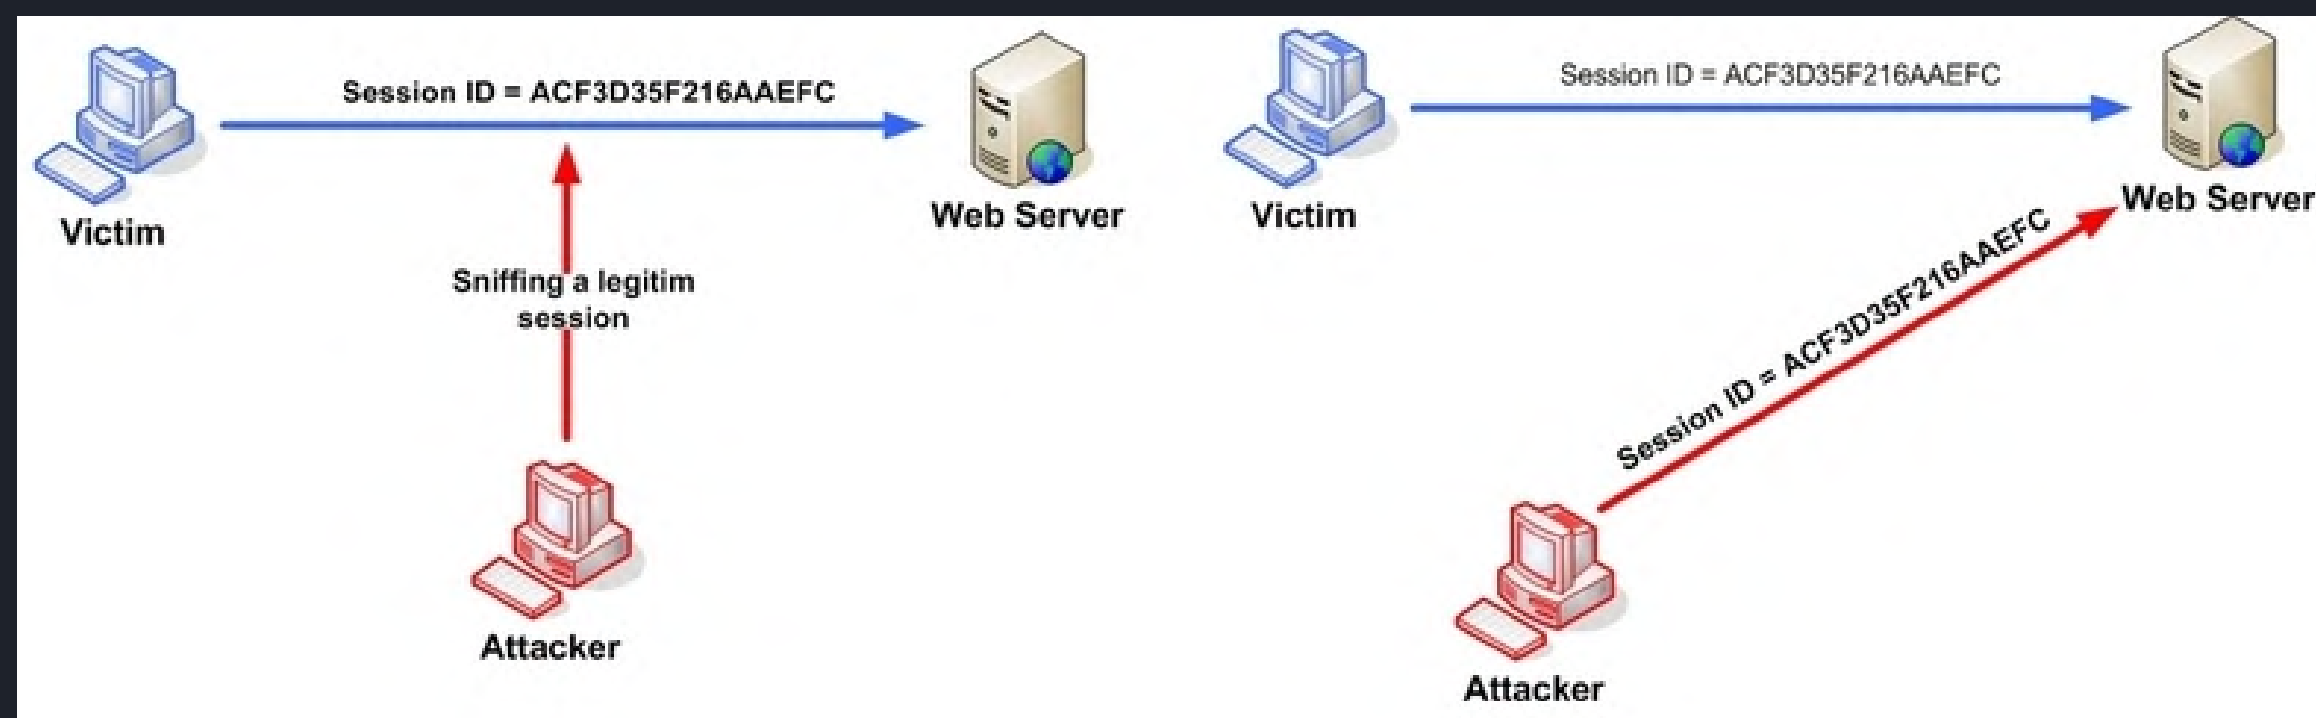 Session ID = ACF3D35F216AAEFC
Victim
Web Server
Sniffing a legitim
session
Attacker
Session ID = ACF3D35F216AAEFC
Victim
Web Server
Session ID = ACF3D35F216AAEFC
Attacker